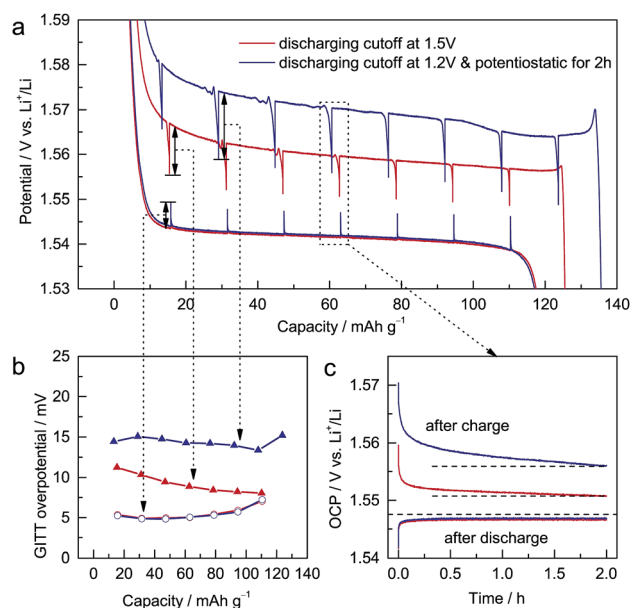 a
1.59
1.58
1.57
1.56
1.55
1.54
1.53
Potential / V vs. Li⁺/Li
discharging cutoff at 1.5V
discharging cutoff at 1.2V & potentiostatic for 2h
0 20 40 60 80 100 120 140
Capacity / mAh g⁻¹
b
25
20
15
10
5
0
GITT overpotential / mV
0 20 40 60 80 100 120 140
Capacity / mAh g⁻¹
c
1.57
1.56
1.55
1.54
OCP / V vs. Li⁺/Li
after charge
after discharge
0.0 0.5 1.0 1.5 2.0
Time / h